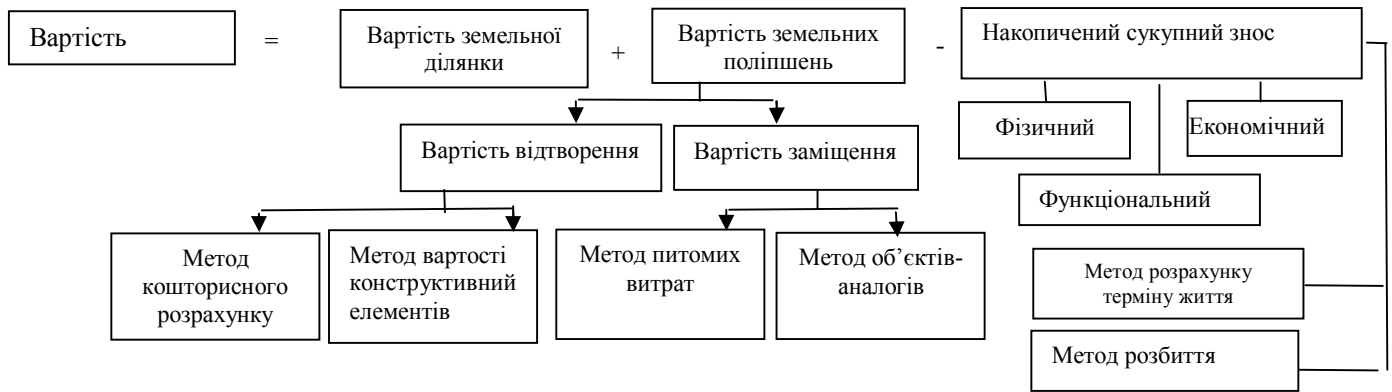 Вартість
=
Вартість земельної
ділянки
+
Вартість земельних
поліпшень
-
Накопичений сукупний знос
Фізичний
Економічний
Функціональний
Вартість відтворення
Вартість заміщення
Метод
кошторисного
розрахунку
Метод вартості
конструктивний
елементів
Метод питомих
витрат
Метод об’єктів-
аналогів
Метод розрахунку
терміну життя
Метод розбиття